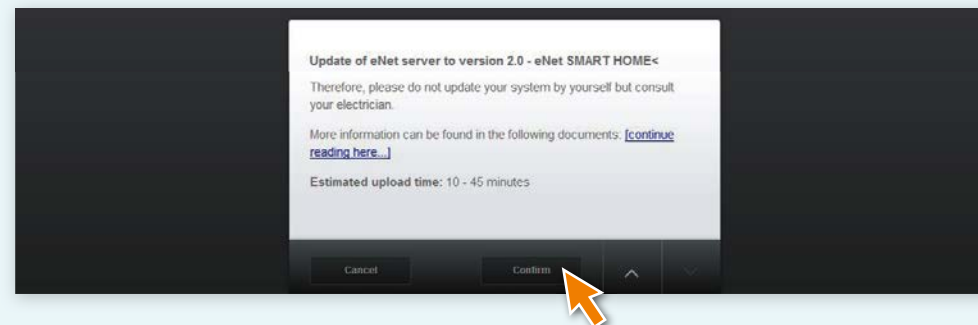 Update of eNet server to version 2.0 - eNet SMART HOME<
Therefore, please do not update your system by yourself but consult
your electrician.
More information can be found in the following documents: [continue
reading here...]
Estimated upload time: 10 - 45 minutes
Cancel
Confirm